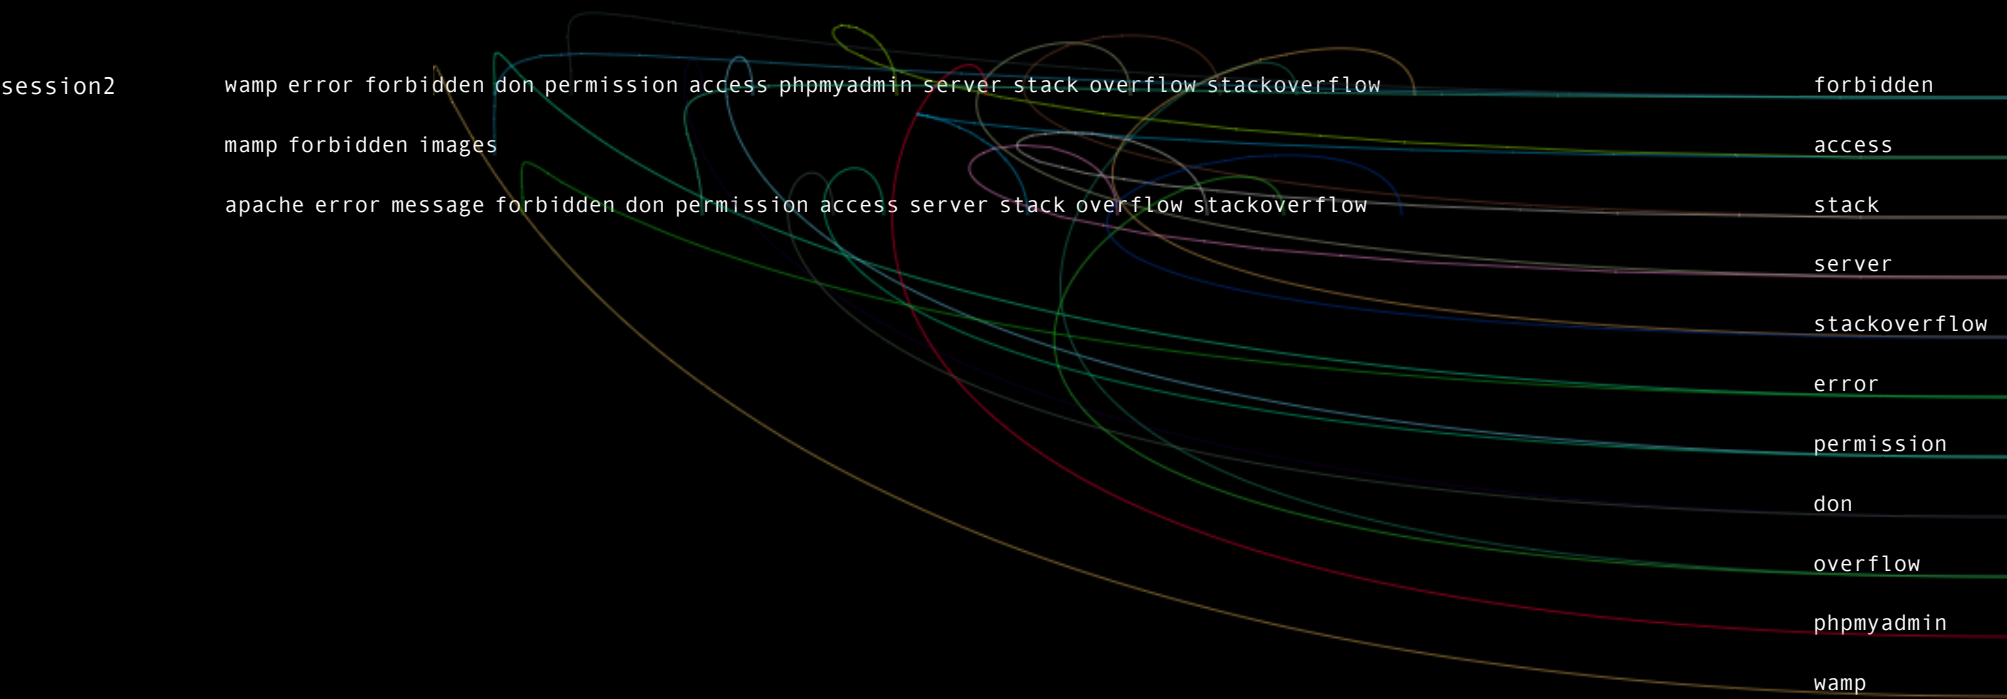 session2 wamp error forbidden don permission access phpmyadmin server stack overflow stackoverflow forbidden
mamp forbidden images access
apache error message forbidden don permission access server stack overflow stackoverflow stack
server
stackoverflow
error
permission
don
overflow
phpmyadmin
wamp